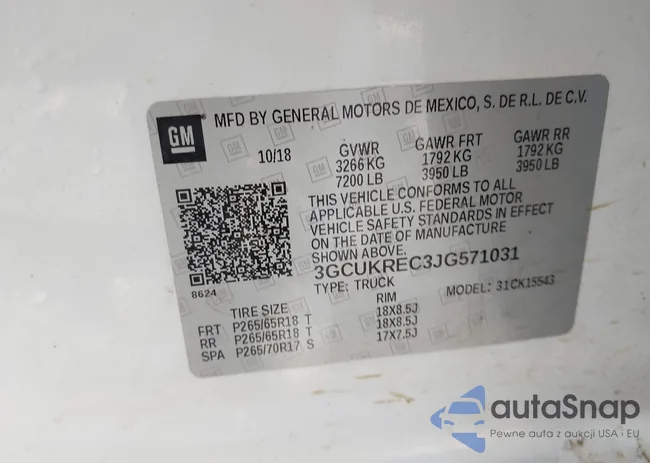 GM
MFD BY GENERAL MOTORS DE MEXICO, S. DE R.L. DE C.V.
10/18 GVWR GAWR FRT GAWR RR
3266 KG 1792 KG 1792 KG
7200 LB 3950 LB 3950 LB
THIS VEHICLE CONFORMS TO ALL
APPLICABLE U.S. FEDERAL MOTOR
VEHICLE SAFETY STANDARDS IN EFFECT
ON THE DATE OF MANUFACTURE
SHOWN ABOVE.
3GCUKREC3JG571031
8624
TYPE: TRUCK MODEL: 31CK15543
TIRE SIZE RIM
FRT P265/65R18 T 18X8.5J
RR P265/65R18 T 18X8.5J
SPA P265/70R17 S 17X7.5J
autaSnap
Pewne auta z aukcji USA i EU